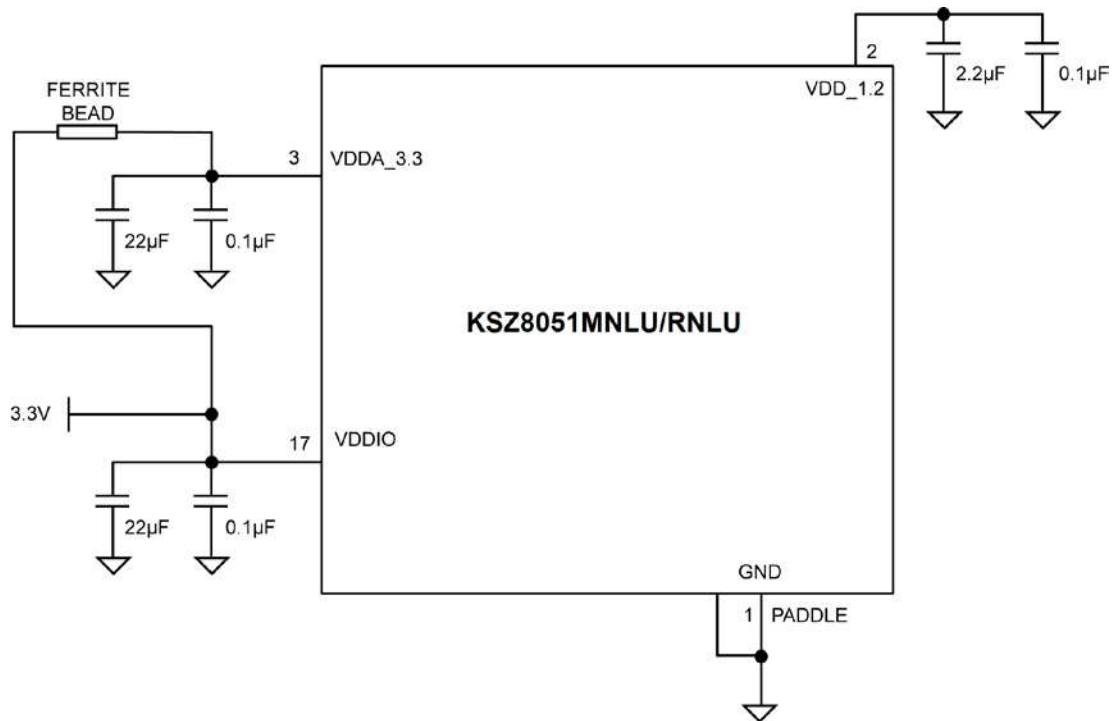 2
VDD_1.2
2.2µF
0.1µF
FERRITE
BEAD
3
VDDA_3.3
22µF
0.1µF
KSZ8051MNLU/RNLU
3.3V
17
VDDIO
22µF
0.1µF
GND
1
PADDLE